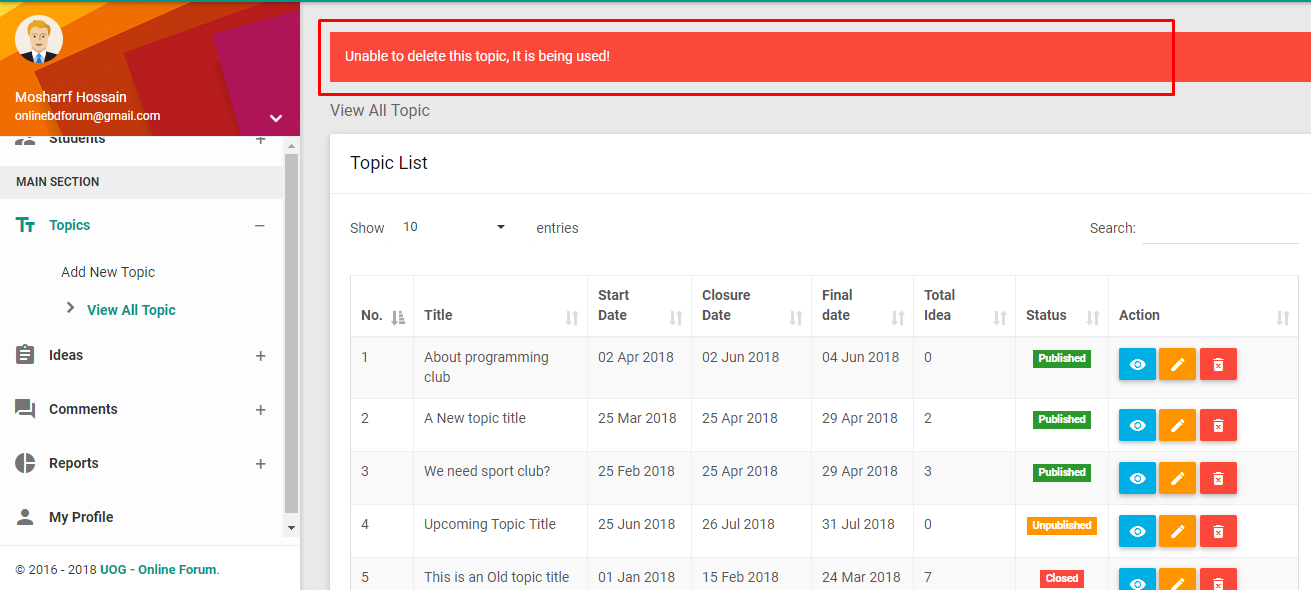 Mosharrf Hossain
onlinebdforum@gmail.com
Students
MAIN SECTION
Topics
Add New Topic
View All Topic
Ideas
Comments
Reports
My Profile
© 2016 - 2018 UOG - Online Forum.
Unable to delete this topic, It is being used!
View All Topic
Topic List
Show 10 entries
Search:
No. Title Start Date Closure Date Final date Total Idea Status Action
1 About programming club 02 Apr 2018 02 Jun 2018 04 Jun 2018 0 Published
2 A New topic title 25 Mar 2018 25 Apr 2018 29 Apr 2018 2 Published
3 We need sport club? 25 Feb 2018 25 Apr 2018 29 Apr 2018 3 Published
4 Upcoming Topic Title 25 Jun 2018 26 Jul 2018 31 Jul 2018 0 Unpublished
5 This is an Old topic title 01 Jan 2018 15 Feb 2018 24 Mar 2018 7 Closed